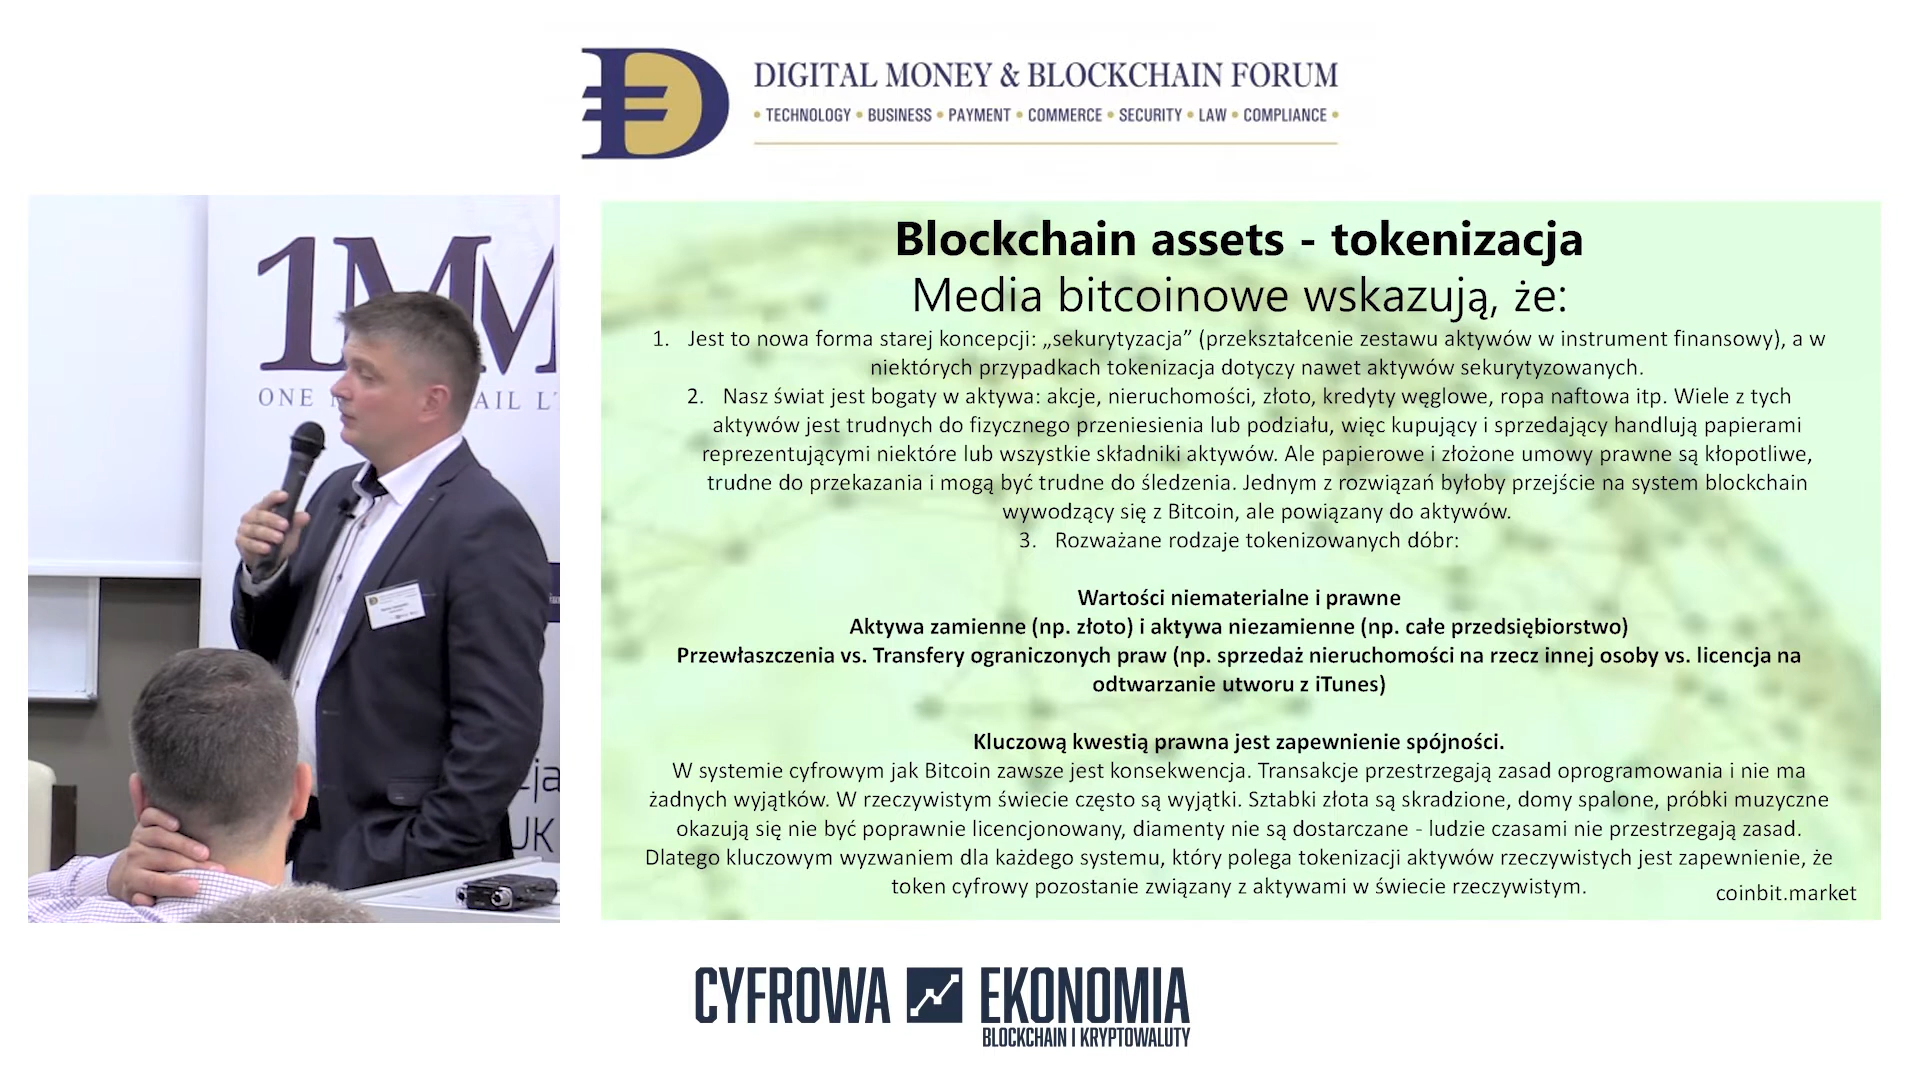 DIGITAL MONEY & BLOCKCHAIN FORUM
• TECHNOLOGY • BUSINESS • PAYMENT • COMMERCE • SECURITY • LAW • COMPLIANCE •
1MM
ONE
AIL L
Blockchain assets - tokenizacja
Media bitcoinowe wskazują, że:
1. Jest to nowa forma starej koncepcji: „sekurytyzacja” (przekształcenie zestawu aktywów w instrument finansowy), a w
niektórych przypadkach tokenizacja dotyczy nawet aktywów sekurytyzowanych.
2. Nasz świat jest bogaty w aktywa: akcje, nieruchomości, złoto, kredyty węglowe, ropa naftowa itp. Wiele z tych
aktywów jest trudnych do fizycznego przeniesienia lub podziału, więc kupujący i sprzedający handlują papierami
reprezentującymi niektóre lub wszystkie składniki aktywów. Ale papierowe i złożone umowy prawne są kłopotliwe,
trudne do przekazania i mogą być trudne do śledzenia. Jednym z rozwiązań byłoby przejście na system blockchain
wywodzący się z Bitcoin, ale powiązany do aktywów.
3. Rozważane rodzaje tokenizowanych dóbr:
Wartości niematerialne i prawne
Aktywa zamienne (np. złoto) i aktywa niezamienne (np. całe przedsiębiorstwo)
Przewłaszczenia vs. Transfery ograniczonych praw (np. sprzedaż nieruchomości na rzecz innej osoby vs. licencja na
odtwarzanie utworu z iTunes)
Kluczową kwestią prawna jest zapewnienie spójności.
W systemie cyfrowym jak Bitcoin zawsze jest konsekwencja. Transakcje przestrzegają zasad oprogramowania i nie ma
żadnych wyjątków. W rzeczywistym świecie często są wyjątki. Sztabki złota są skradzione, domy spalone, próbki muzyczne
okazują się nie być poprawnie licencjonowany, diamenty nie są dostarczane - ludzie czasami nie przestrzegają zasad.
Dlatego kluczowym wyzwaniem dla każdego systemu, który polega tokenizacji aktywów rzeczywistych jest zapewnienie, że
token cyfrowy pozostanie związany z aktywami w świecie rzeczywistym.
coinbit.market
cja
UK
CYFROWA EKONOMIA
BLOCKCHAIN I KRYPTOWALUTY